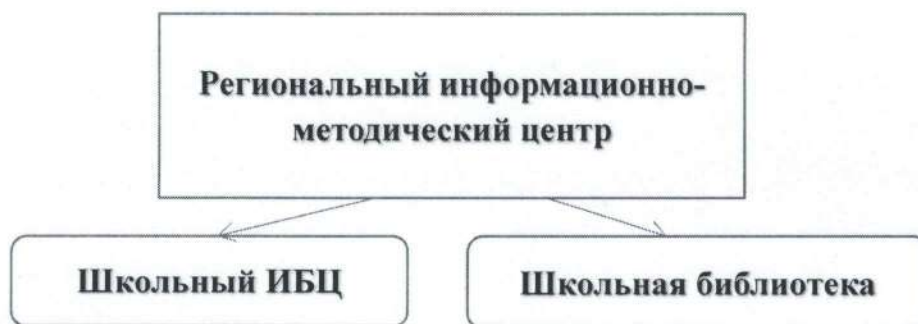 Региональный информационно-
методический центр
Школьный ИБЦ
Школьная библиотека